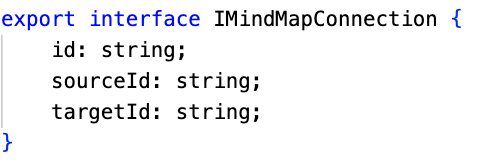 export interface IMindMapConnection {
    id: string;
    sourceId: string;
    targetId: string;
}